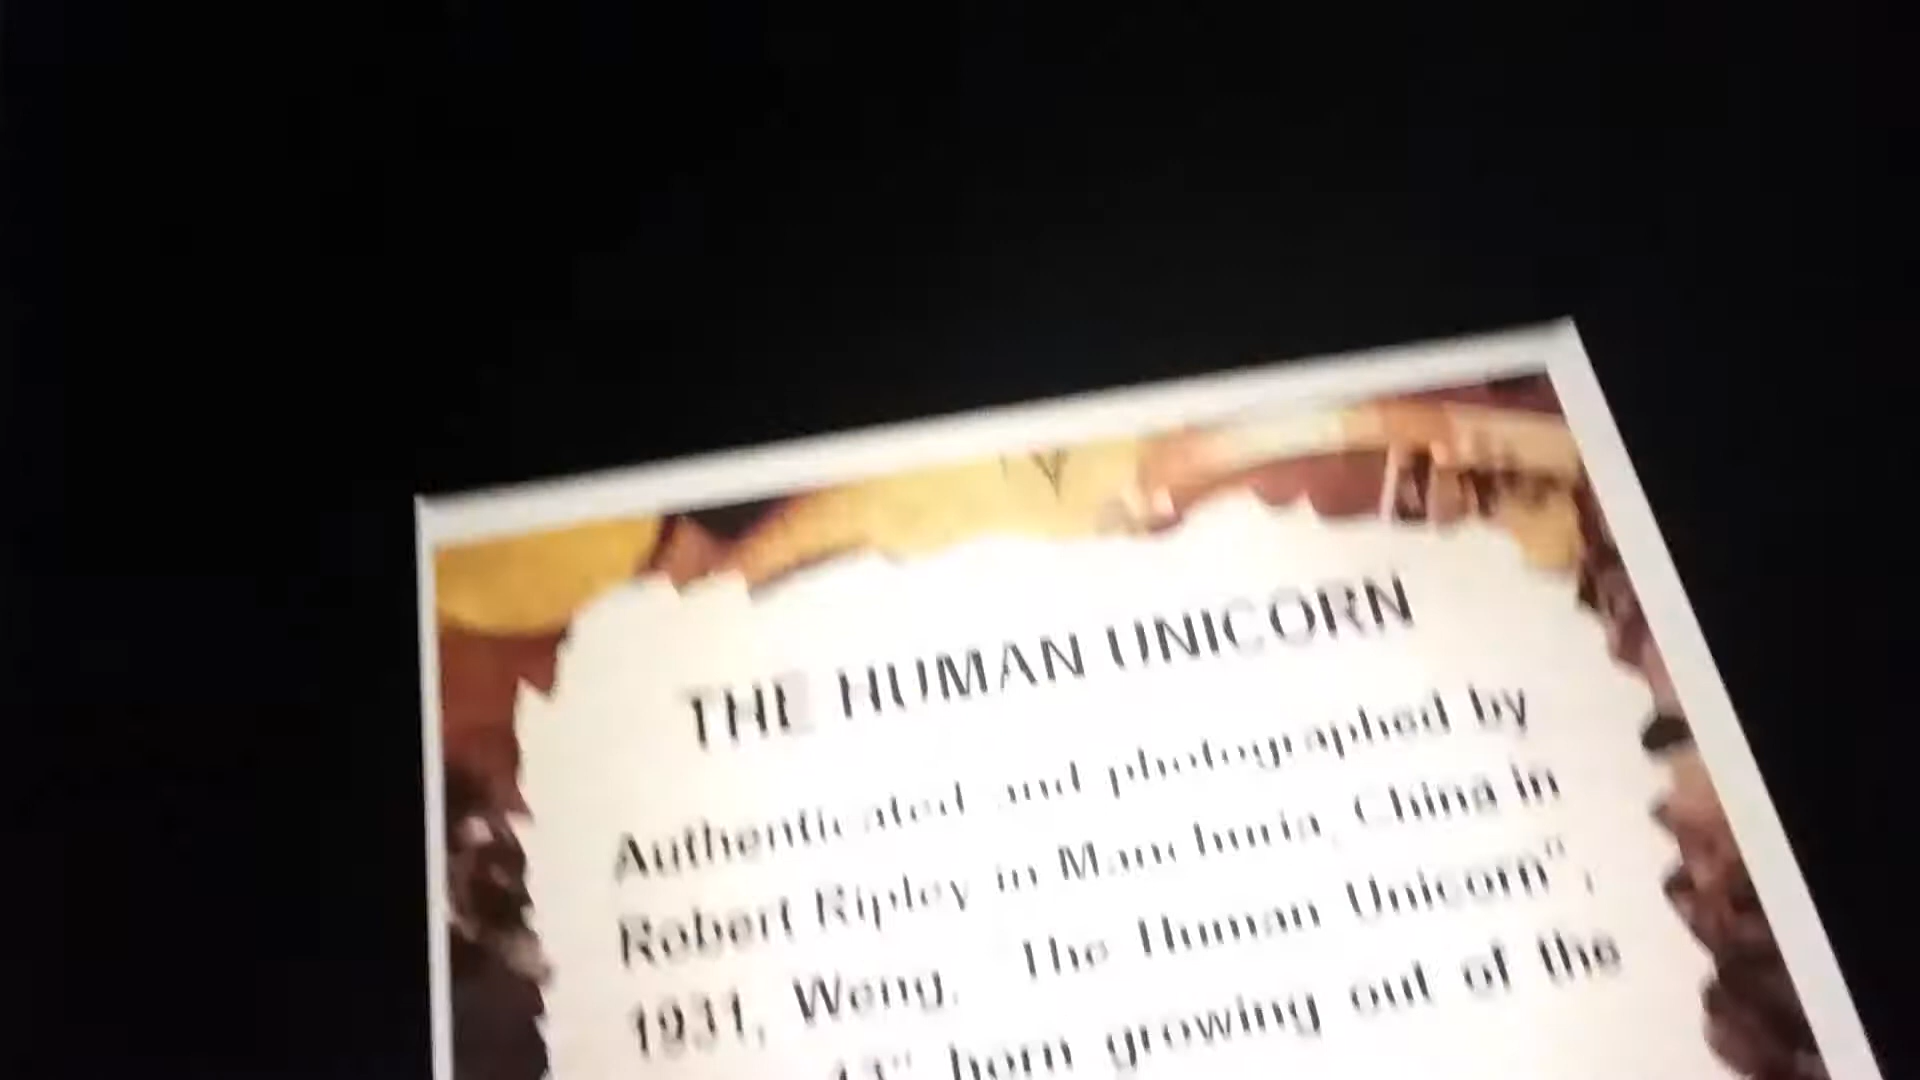 THE HUMAN UNICORN
Authenticated and photographed by
Robert Ripley in Manchuria, China in
1931, Weng, "The Human Unicorn",
13" horn growing out of the